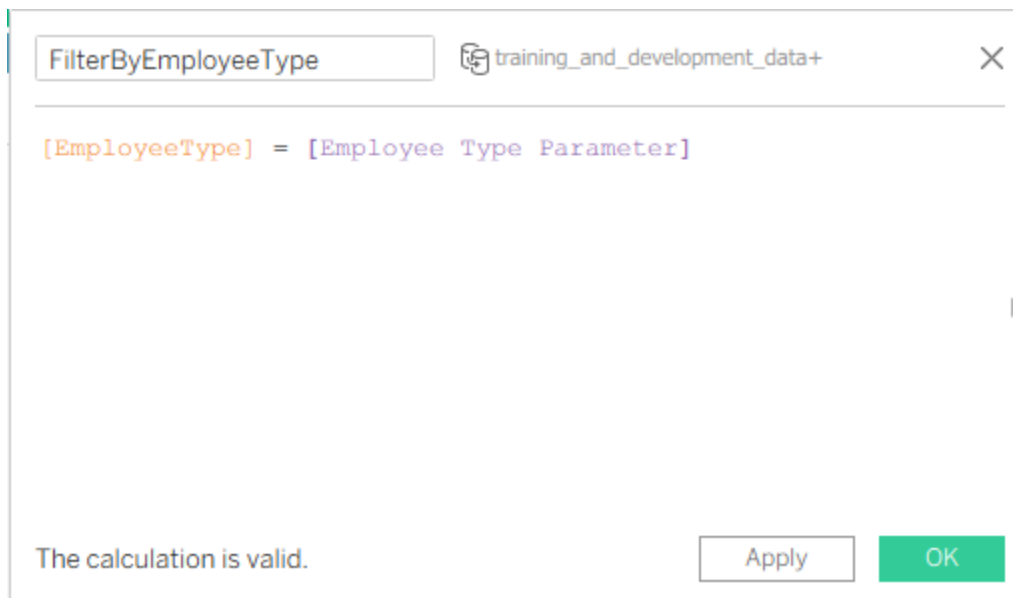 FilterByEmployeeType training_and_development_data+
[EmployeeType] = [Employee Type Parameter]
The calculation is valid. Apply OK